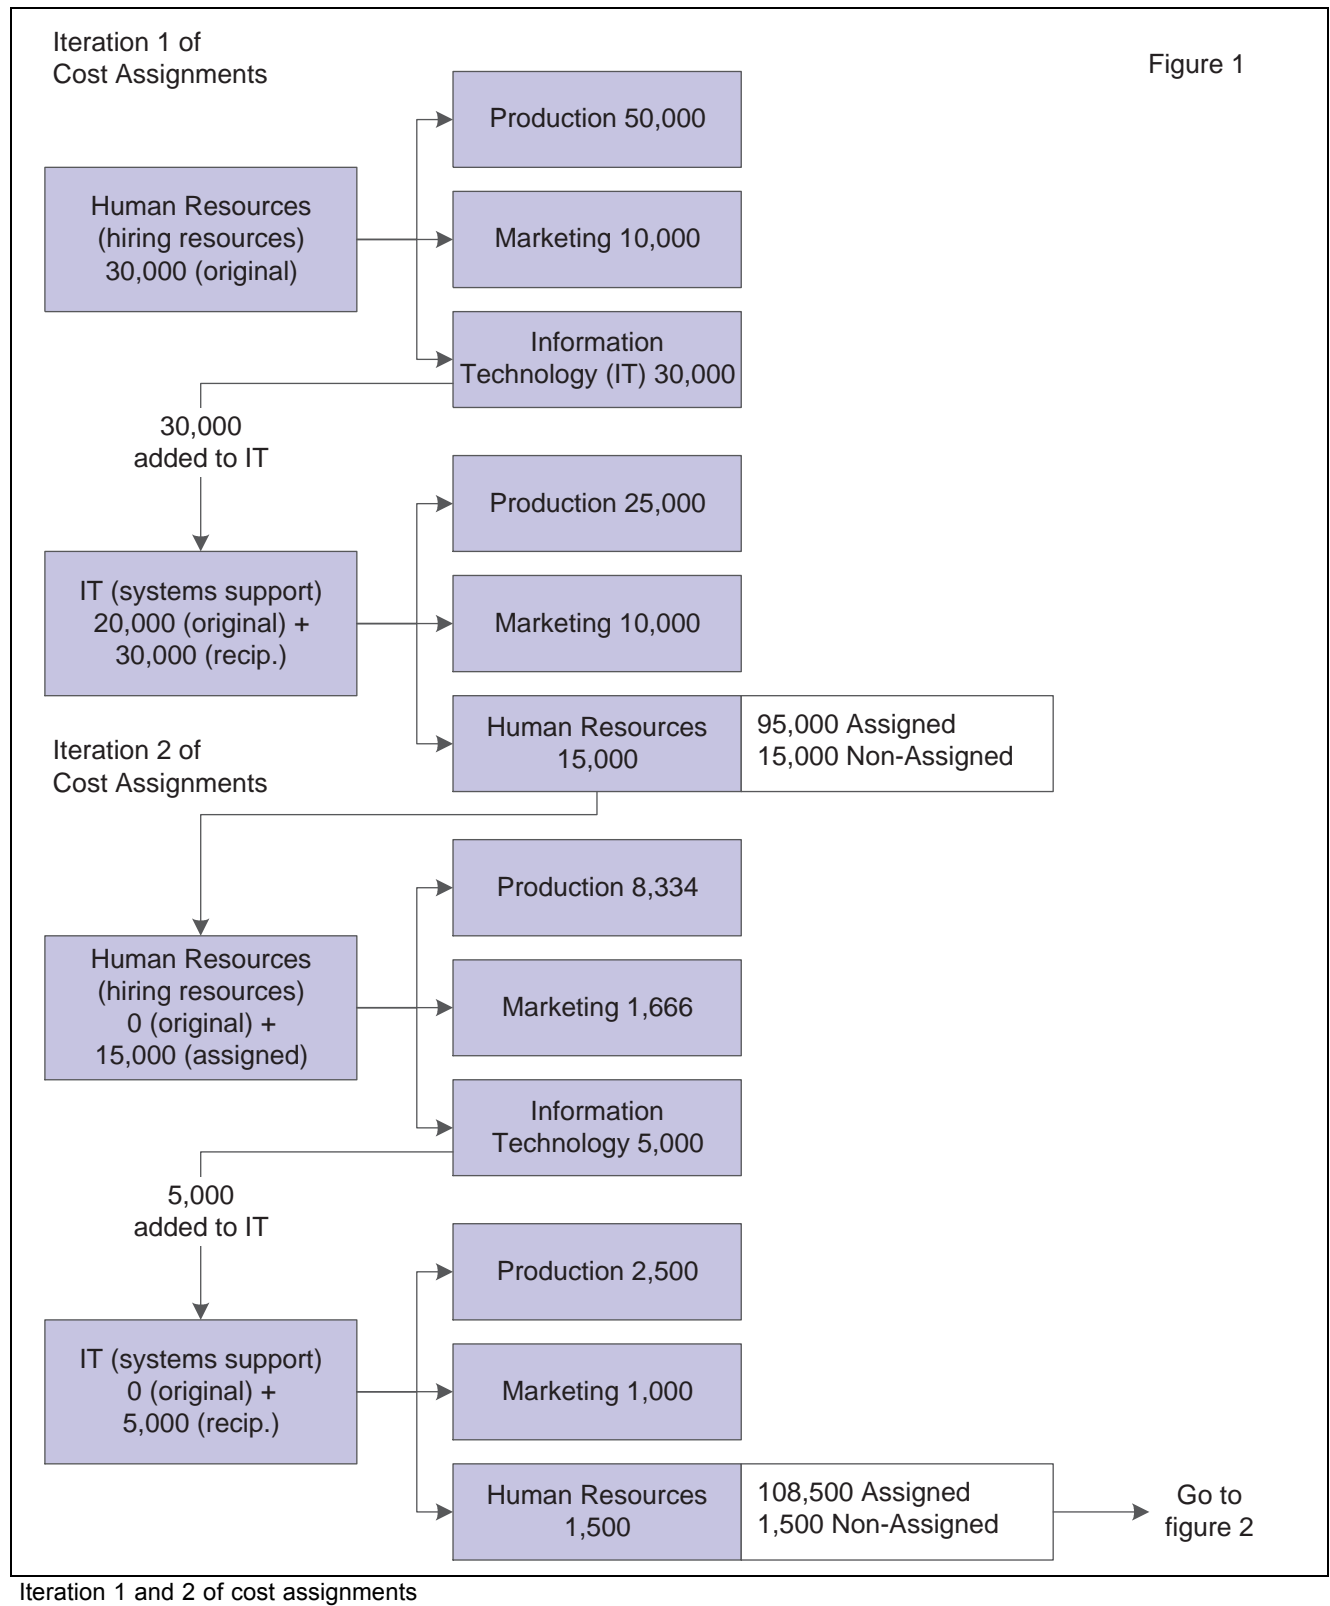 Iteration 1 of
Cost Assignments
Figure 1
Production 50,000
Human Resources
(hiring resources)
30,000 (original)
Marketing 10,000
Information
Technology (IT) 30,000
30,000
added to IT
Production 25,000
IT (systems support)
20,000 (original) +
30,000 (recip.)
Marketing 10,000
Human Resources
15,000
95,000 Assigned
15,000 Non-Assigned
Iteration 2 of
Cost Assignments
Production 8,334
Human Resources
(hiring resources)
0 (original) +
15,000 (assigned)
Marketing 1,666
Information
Technology 5,000
5,000
added to IT
Production 2,500
IT (systems support)
0 (original) +
5,000 (recip.)
Marketing 1,000
Human Resources
1,500
108,500 Assigned
1,500 Non-Assigned
Go to
figure 2
Iteration 1 and 2 of cost assignments